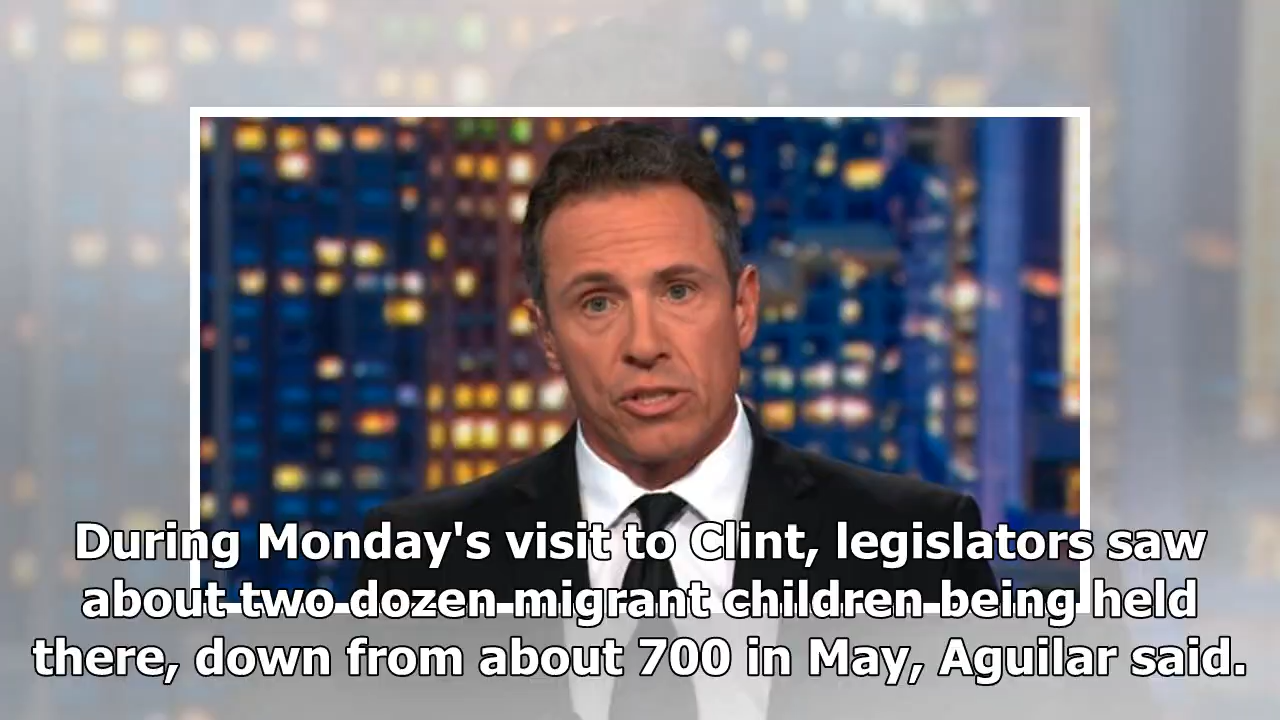 During Monday's visit to Clint, legislators saw
about two dozen migrant children being held
there, down from about 700 in May, Aguilar said.